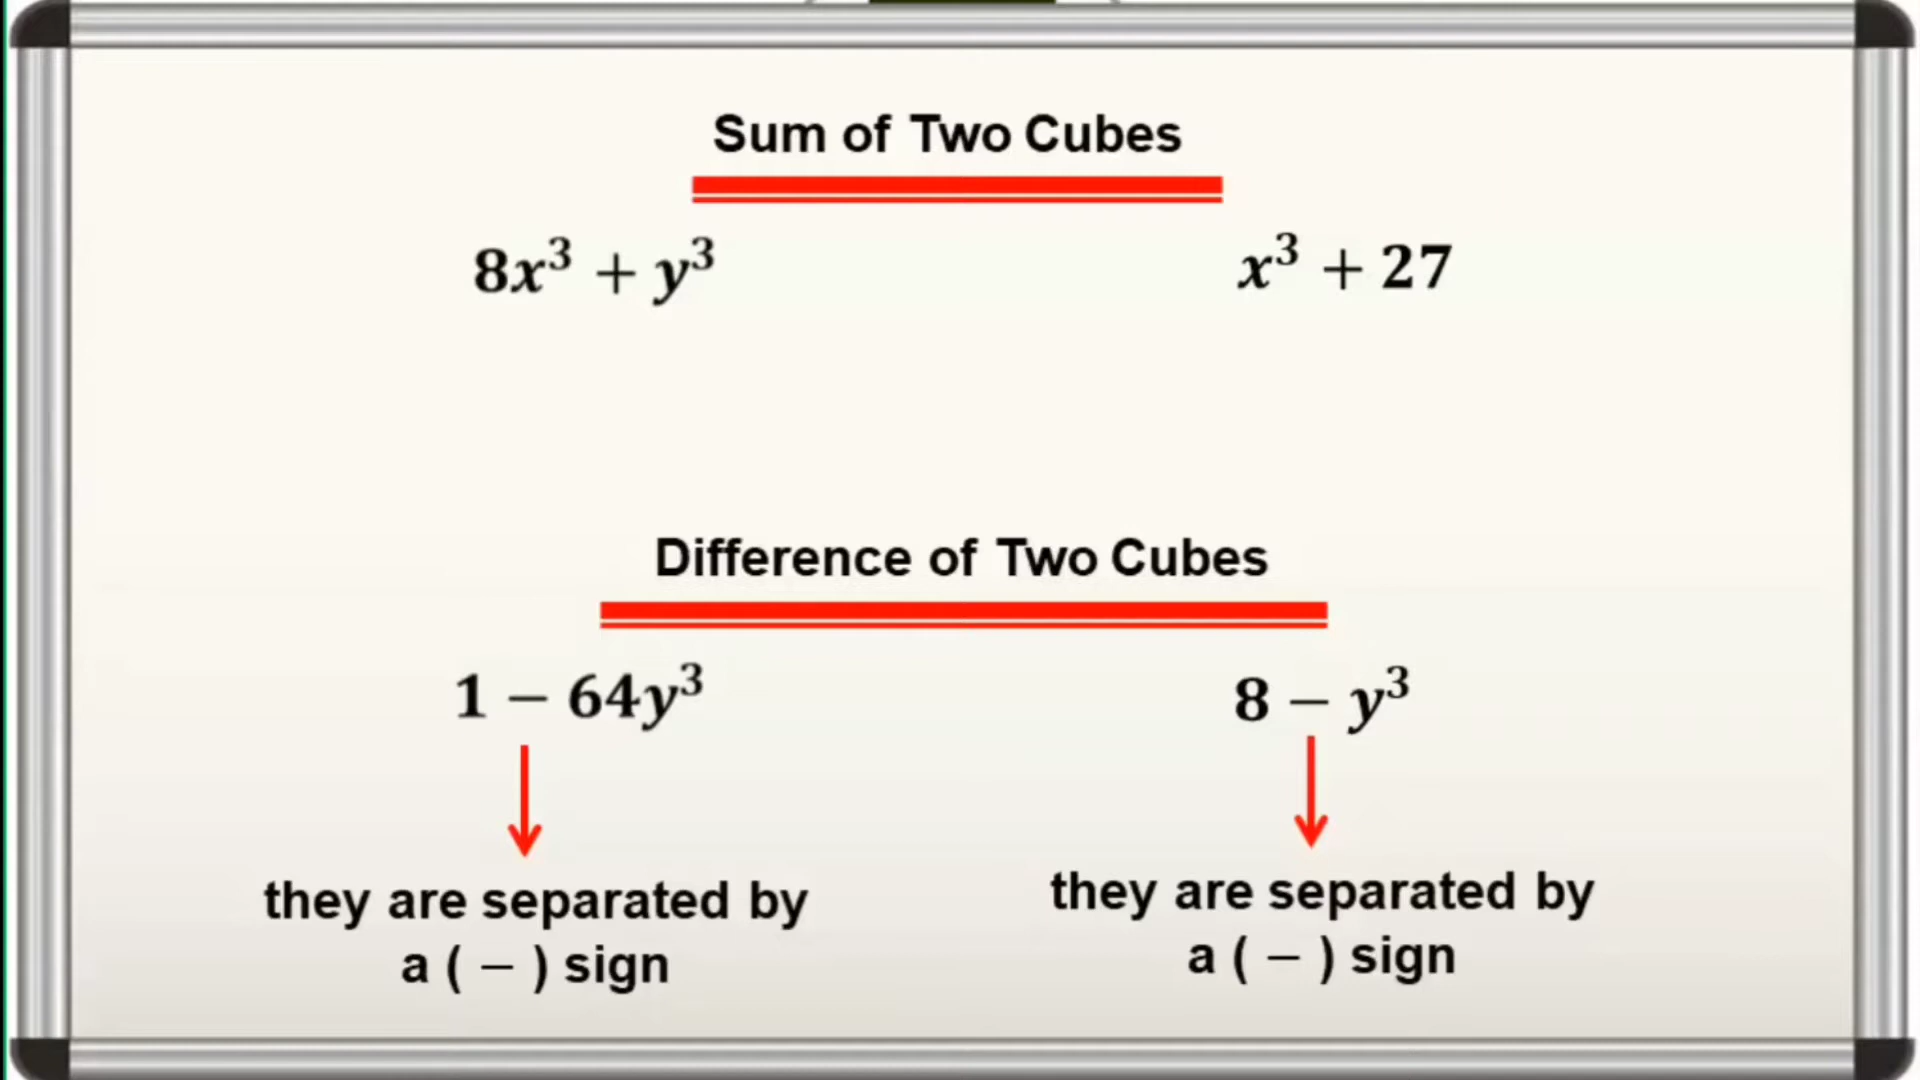 Sum of Two Cubes
8x³ + y³
x³ + 27
Difference of Two Cubes
1 − 64y³
8 − y³
they are separated by
a ( − ) sign
they are separated by
a ( − ) sign